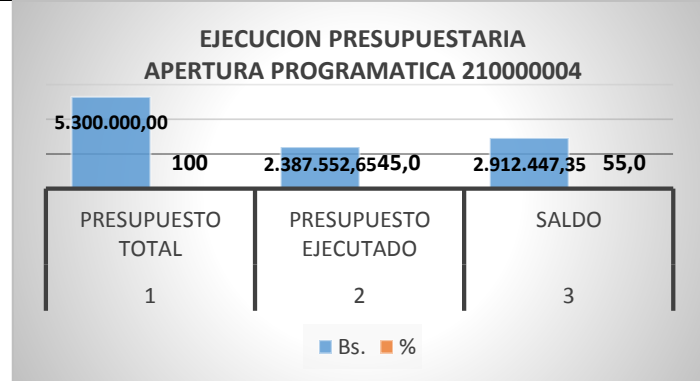 EJECUCION PRESUPUESTARIA
APERTURA PROGRAMATICA 210000004
5.300.000,00
100 2.387.552,65 45,0 2.912.447,35 55,0
PRESUPUESTO TOTAL
PRESUPUESTO EJECUTADO
SALDO
1 2 3
Bs. %